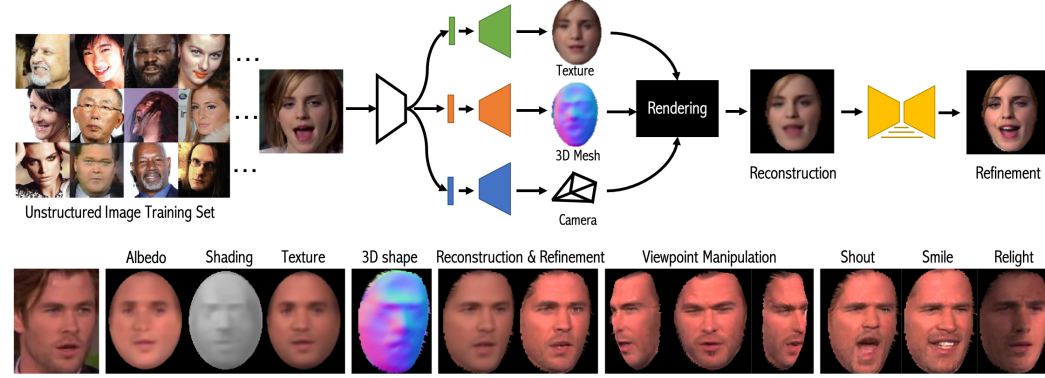 Texture
Rendering
3D Mesh
Camera
Reconstruction
Refinement
Unstructured Image Training Set
Albedo
Shading
Texture
3D shape
Reconstruction & Refinement
Viewpoint Manipulation
Shout
Smile
Relight